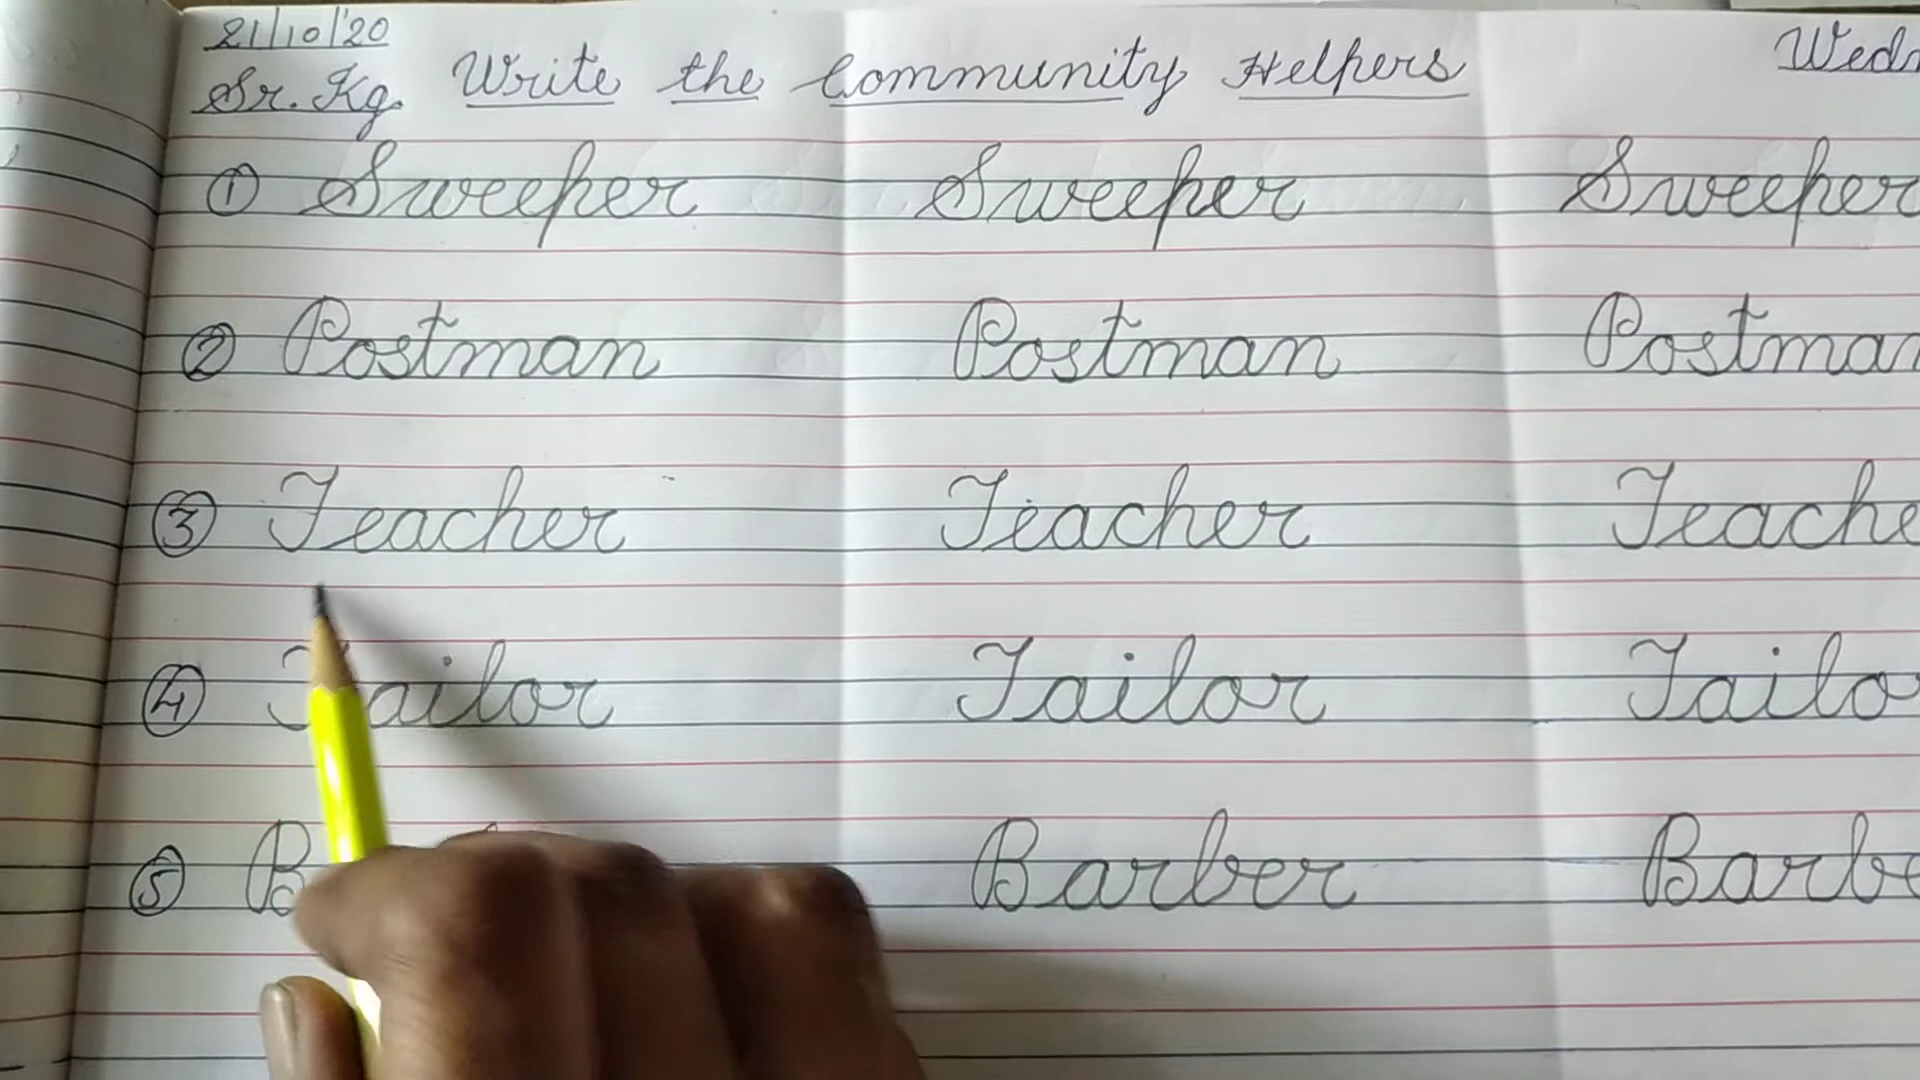 21/10/'20
Sr. Kg. Write the Community Helpers
① Sweeper Sweeper Sweeper
② Postman Postman Postman
③ Teacher Teacher Teache
④ Tailor Tailor Tailo
⑤ B Barber Barbe